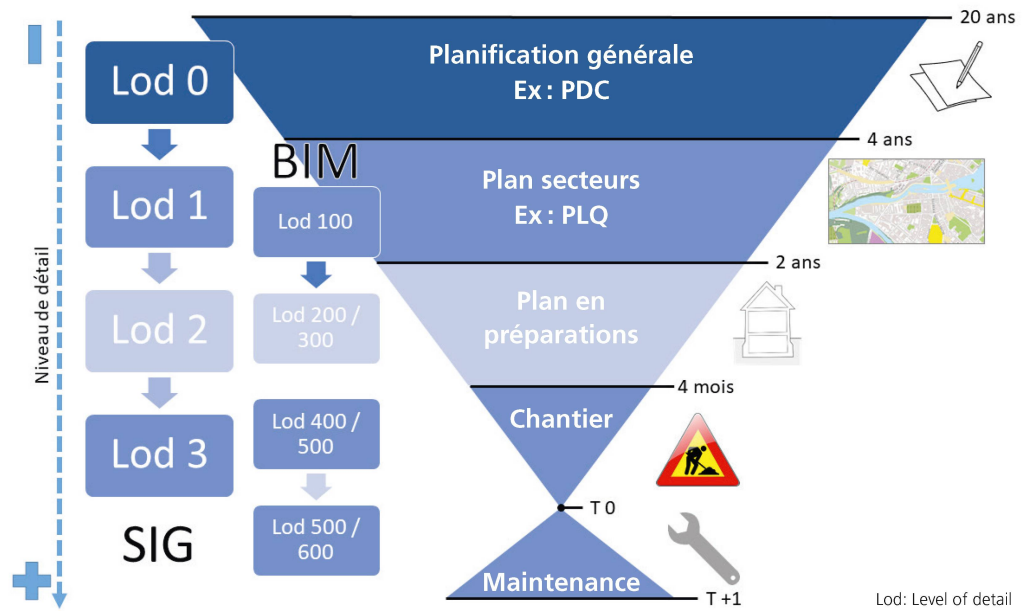 20 ans
Planification générale
Ex : PDC
Lod 0
4 ans
BIM
Lod 1
Plan secteurs
Ex : PLQ
Lod 100
2 ans
Niveau de détail
Lod 2
Lod 200 /
300
Plan en
préparations
4 mois
Lod 3
Lod 400 /
500
Chantier
T 0
SIG
Lod 500 /
600
Maintenance
T +1
Lod: Level of detail